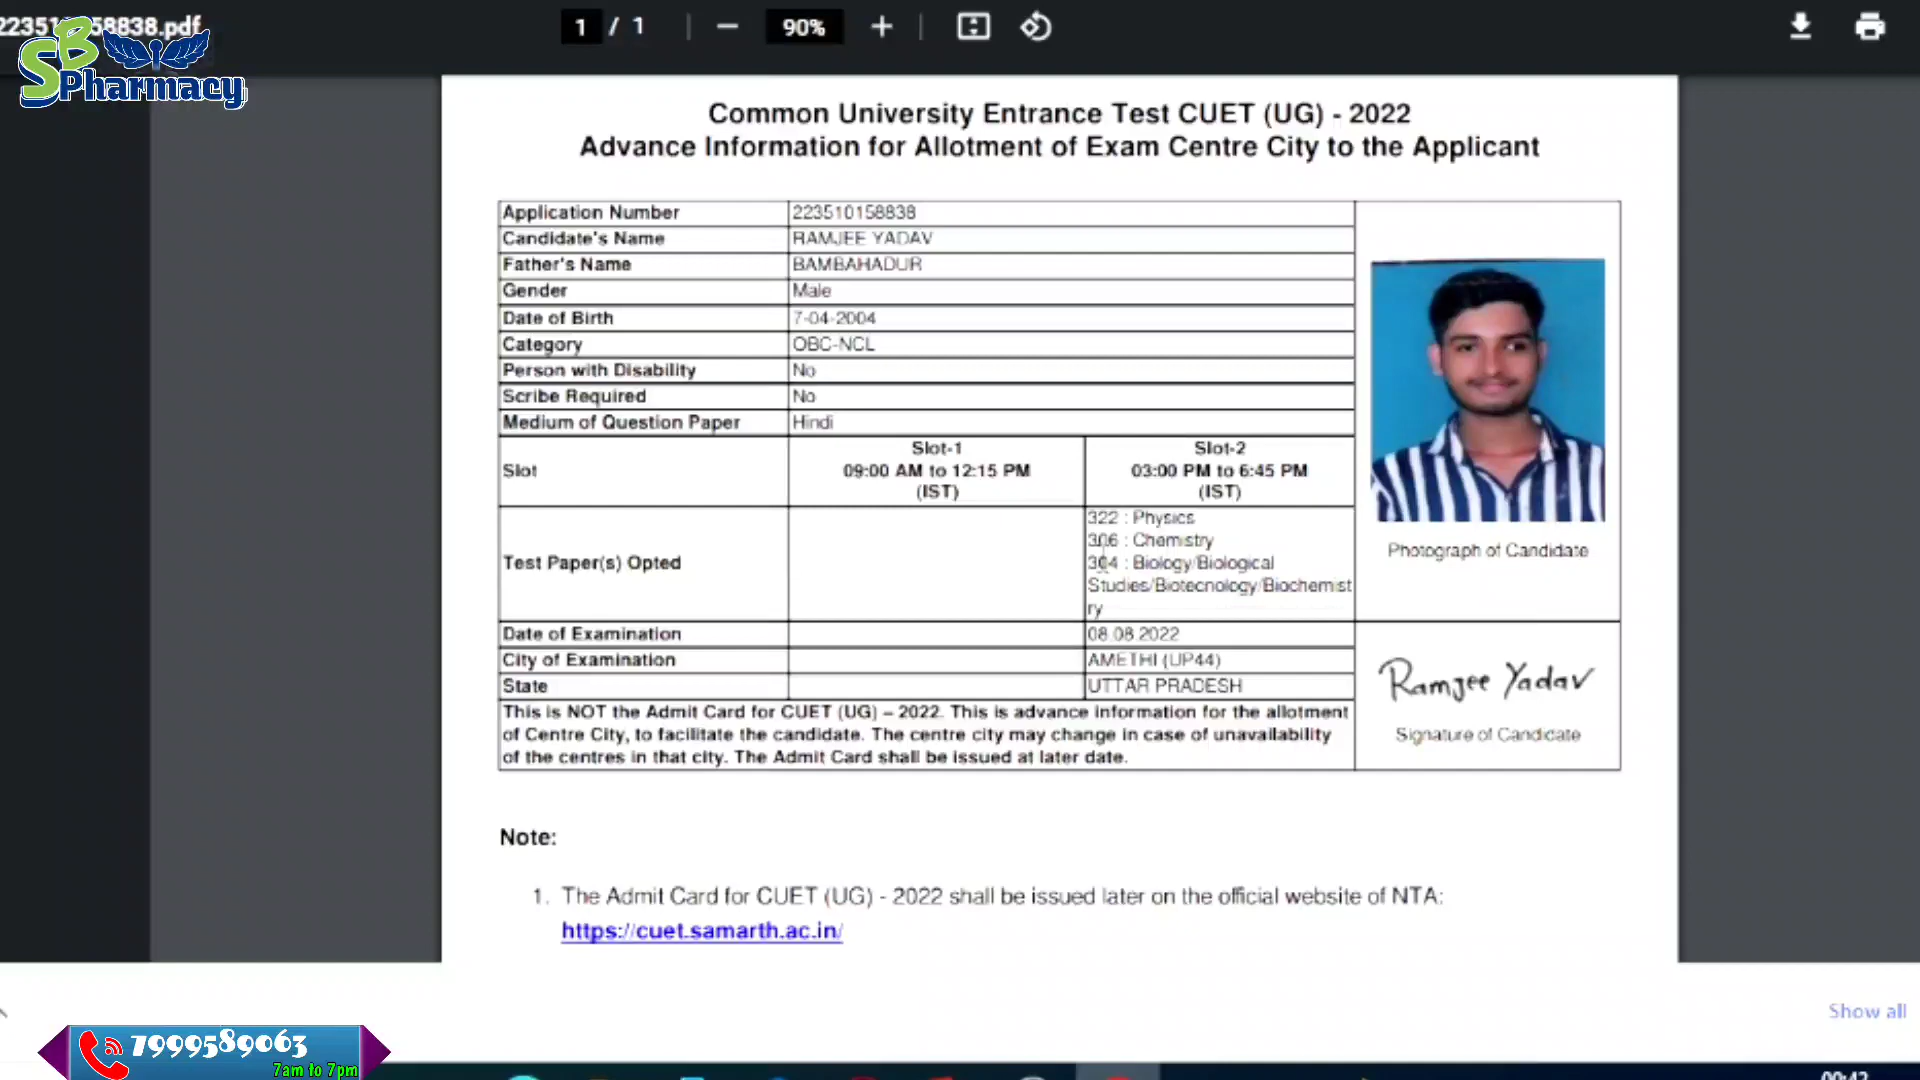 1 / 1
90%
SB
Pharmacy
Common University Entrance Test CUET (UG) - 2022
Advance Information for Allotment of Exam Centre City to the Applicant
Application Number 223510158838
Candidate's Name RAMJEE YADAV
Father's Name BAMBAHADUR
Gender Male
Date of Birth 7-04-2004
Category OBC-NCL
Person with Disability No
Scribe Required No
Medium of Question Paper Hindi
Slot
Slot-1
09:00 AM to 12:15 PM
(IST)
Slot-2
03:00 PM to 6:45 PM
(IST)
Test Paper(s) Opted
322 : Physics
306 : Chemistry
304 : Biology/Biological
Studies/Biotecnology/Biochemist
ry
Photograph of Candidate
Date of Examination 08.08.2022
City of Examination AMETHI (UP44)
State UTTAR PRADESH
Ramjee Yadav
Signature of Candidate
This is NOT the Admit Card for CUET (UG) – 2022. This is advance information for the allotment
of Centre City, to facilitate the candidate. The centre city may change in case of unavailability
of the centres in that city. The Admit Card shall be issued at later date.
Note:
1. The Admit Card for CUET (UG) - 2022 shall be issued later on the official website of NTA:
https://cuet.samarth.ac.in/
Show all
7999589063
7am to 7pm